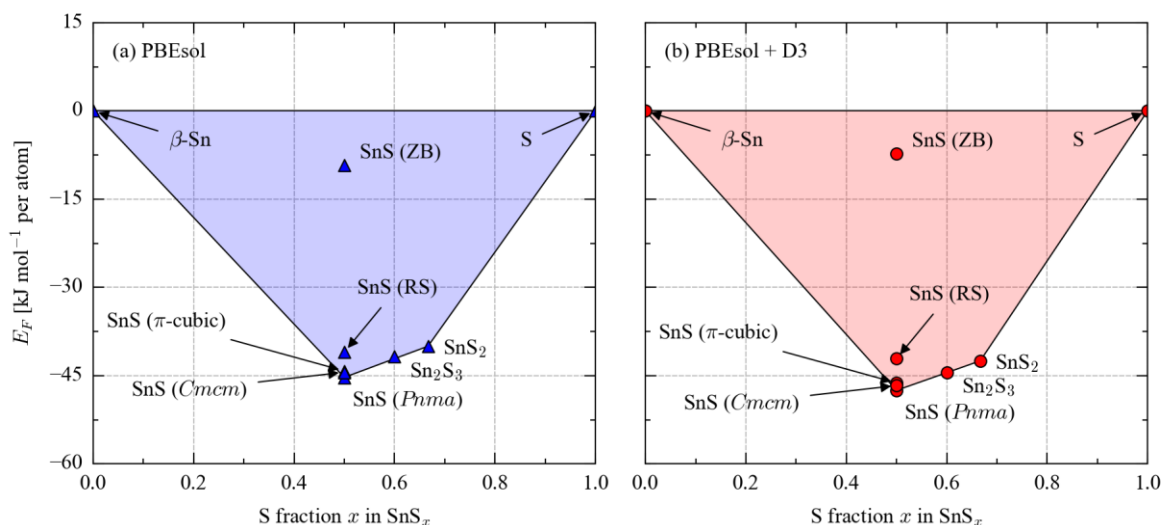 (a) PBEsol
β-Sn
S
SnS (ZB)
SnS (RS)
SnS (π-cubic)
SnS (Cmcm)
SnS (Pnma)
Sn₂S₃
SnS₂
15
0
−15
−30
−45
−60
E_F [kJ mol⁻¹ per atom]
0.0 0.2 0.4 0.6 0.8 1.0
S fraction x in SnSₓ
(b) PBEsol + D3
β-Sn
S
SnS (ZB)
SnS (RS)
SnS (π-cubic)
SnS (Cmcm)
SnS (Pnma)
Sn₂S₃
SnS₂
0.0 0.2 0.4 0.6 0.8 1.0
S fraction x in SnSₓ